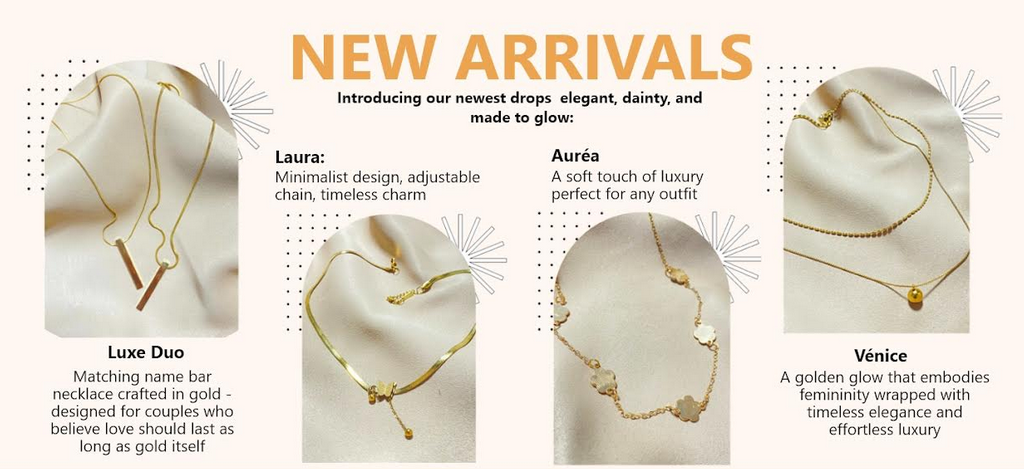 NEW ARRIVALS
Introducing our newest drops  elegant, dainty, and
made to glow:
Laura:
Minimalist design, adjustable
chain, timeless charm
Auréa
A soft touch of luxury
perfect for any outfit
Luxe Duo
Matching name bar
necklace crafted in gold -
designed for couples who
believe love should last as
long as gold itself
Vénice
A golden glow that embodies
femininity wrapped with
timeless elegance and
effortless luxury